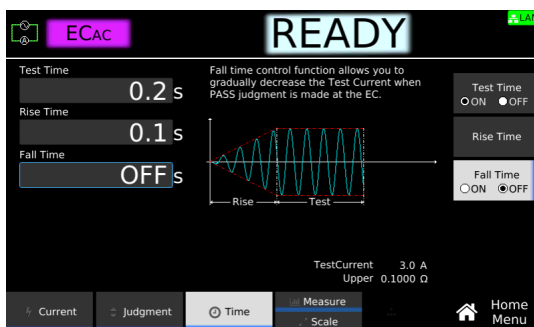 ECAC
READY
LAN
Test Time
0.2 s
Rise Time
0.1 s
Fall Time
OFF s
Fall time control function allows you to
gradually decrease the Test Current when
PASS judgment is made at the EC.
Rise
Test
TestCurrent 3.0 A
Upper 0.1000 Ω
Test Time
ON OFF
Rise Time
Fall Time
ON OFF
Current
Judgment
Time
Measure
Scale
Home
Menu